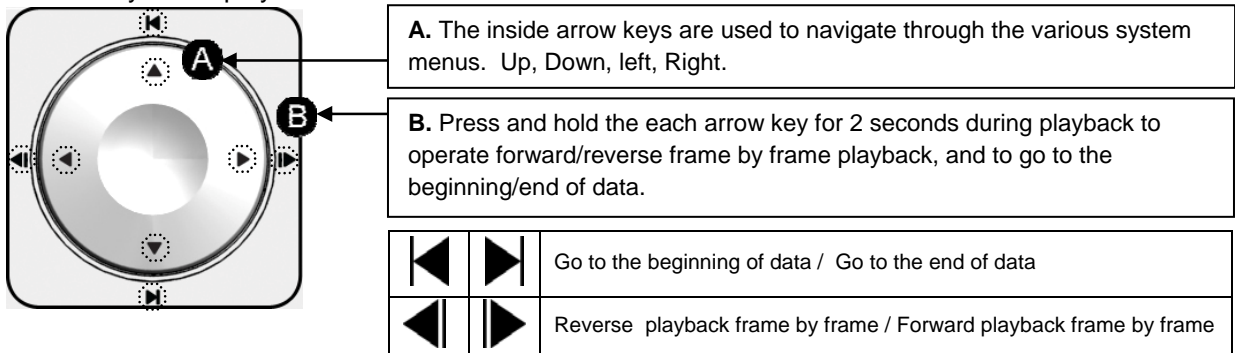 A
B
A. The inside arrow keys are used to navigate through the various system
menus. Up, Down, left, Right.
B. Press and hold the each arrow key for 2 seconds during playback to
operate forward/reverse frame by frame playback, and to go to the
beginning/end of data.
Go to the beginning of data / Go to the end of data
Reverse playback frame by frame / Forward playback frame by frame